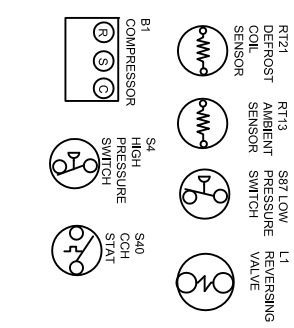 RT21
DEFROST
COIL
SENSOR
RT13
AMBIENT
SENSOR
S87 LOW
PRESSURE
SWITCH
L1
REVERSING
VALVE
B1
COMPRESSOR
R
S
C
S4
HIGH
PRESSURE
SWITCH
S40
CCH
STAT